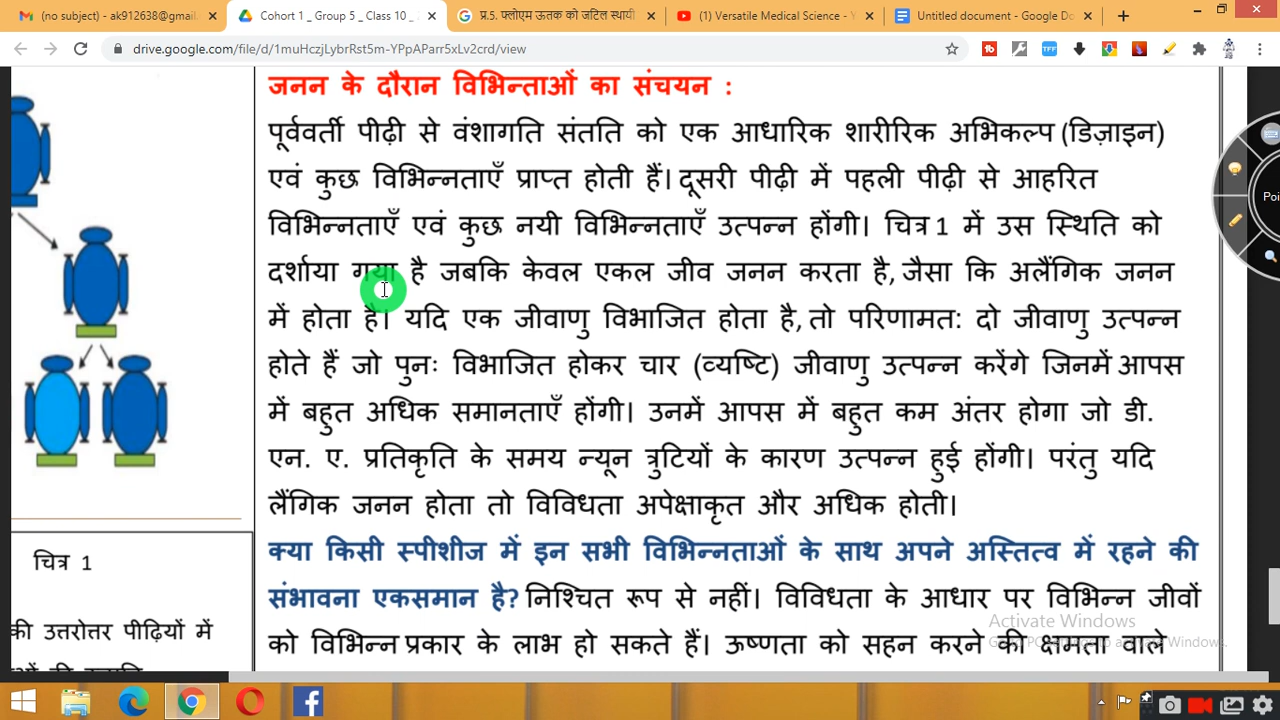 (no subject) - ak912638@gmail.
Cohort 1 _ Group 5 _ Class 10 _
प्र.5. फ्लोएम ऊतक को जटिल स्थायी
(1) Versatile Medical Science - Y
Untitled document - Google Do
drive.google.com/file/d/1muHczjLybrRst5m-YPpAParr5xLv2crd/view
जनन के दौरान विभिन्ताओं का संचयन :
पूर्ववर्ती पीढ़ी से वंशागति संतति को एक आधारिक शारीरिक अभिकल्प (डिज़ाइन)
एवं कुछ विभिन्नताएँ प्राप्त होती हैं। दूसरी पीढ़ी में पहली पीढ़ी से आहरित
विभिन्नताएँ एवं कुछ नयी विभिन्नताएँ उत्पन्न होंगी। चित्र 1 में उस स्थिति को
दर्शाया गया है जबकि केवल एकल जीव जनन करता है, जैसा कि अलैंगिक जनन
में होता है। यदि एक जीवाणु विभाजित होता है, तो परिणामत: दो जीवाणु उत्पन्न
होते हैं जो पुनः विभाजित होकर चार (व्यष्टि) जीवाणु उत्पन्न करेंगे जिनमें आपस
में बहुत अधिक समानताएँ होंगी। उनमें आपस में बहुत कम अंतर होगा जो डी.
एन. ए. प्रतिकृति के समय न्यून त्रुटियों के कारण उत्पन्न हुई होंगी। परंतु यदि
लैंगिक जनन होता तो विविधता अपेक्षाकृत और अधिक होती।
क्या किसी स्पीशीज में इन सभी विभिन्नताओं के साथ अपने अस्तित्व में रहने की
संभावना एकसमान है? निश्चित रूप से नहीं। विविधता के आधार पर विभिन्न जीवों
को विभिन्न प्रकार के लाभ हो सकते हैं। ऊष्णता को सहन करने की क्षमता वाले
चित्र 1
की उत्तरोत्तर पीढ़ियों में
Poi
TFF
Activate Windows